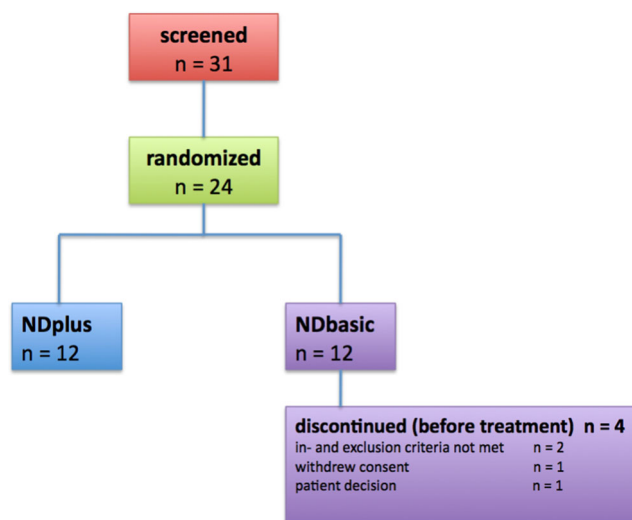 screened
n = 31
randomized
n = 24
NDplus
n = 12
NDbasic
n = 12
discontinued (before treatment) n = 4
in- and exclusion criteria not met n = 2
withdrew consent n = 1
patient decision n = 1